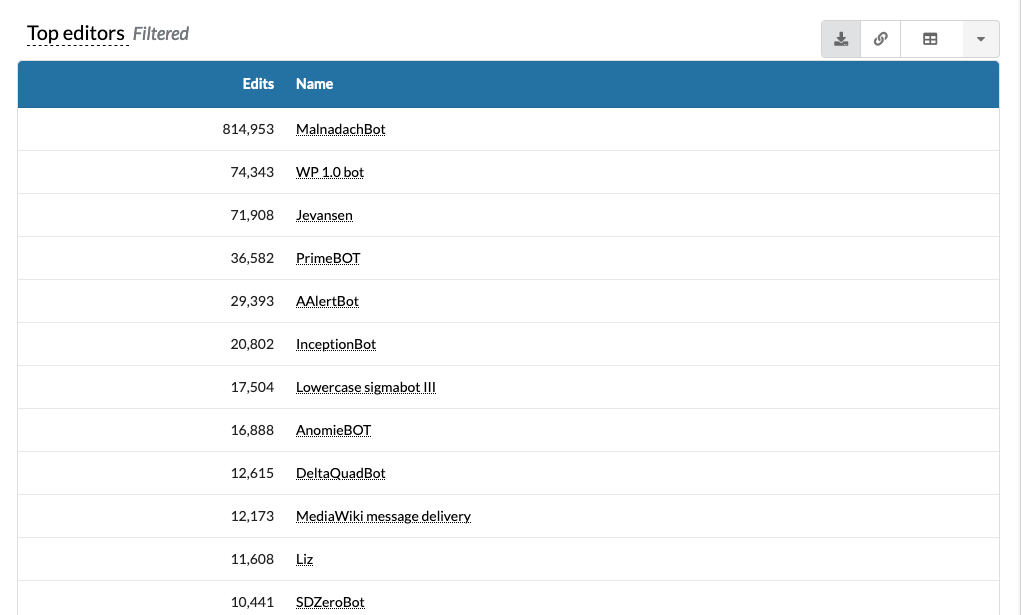 Top editors Filtered
Edits Name
814,953 MalnadachBot
74,343 WP 1.0 bot
71,908 Jevansen
36,582 PrimeBOT
29,393 AAlertBot
20,802 InceptionBot
17,504 Lowercase sigmabot III
16,888 AnomieBOT
12,615 DeltaQuadBot
12,173 MediaWiki message delivery
11,608 Liz
10,441 SDZeroBot